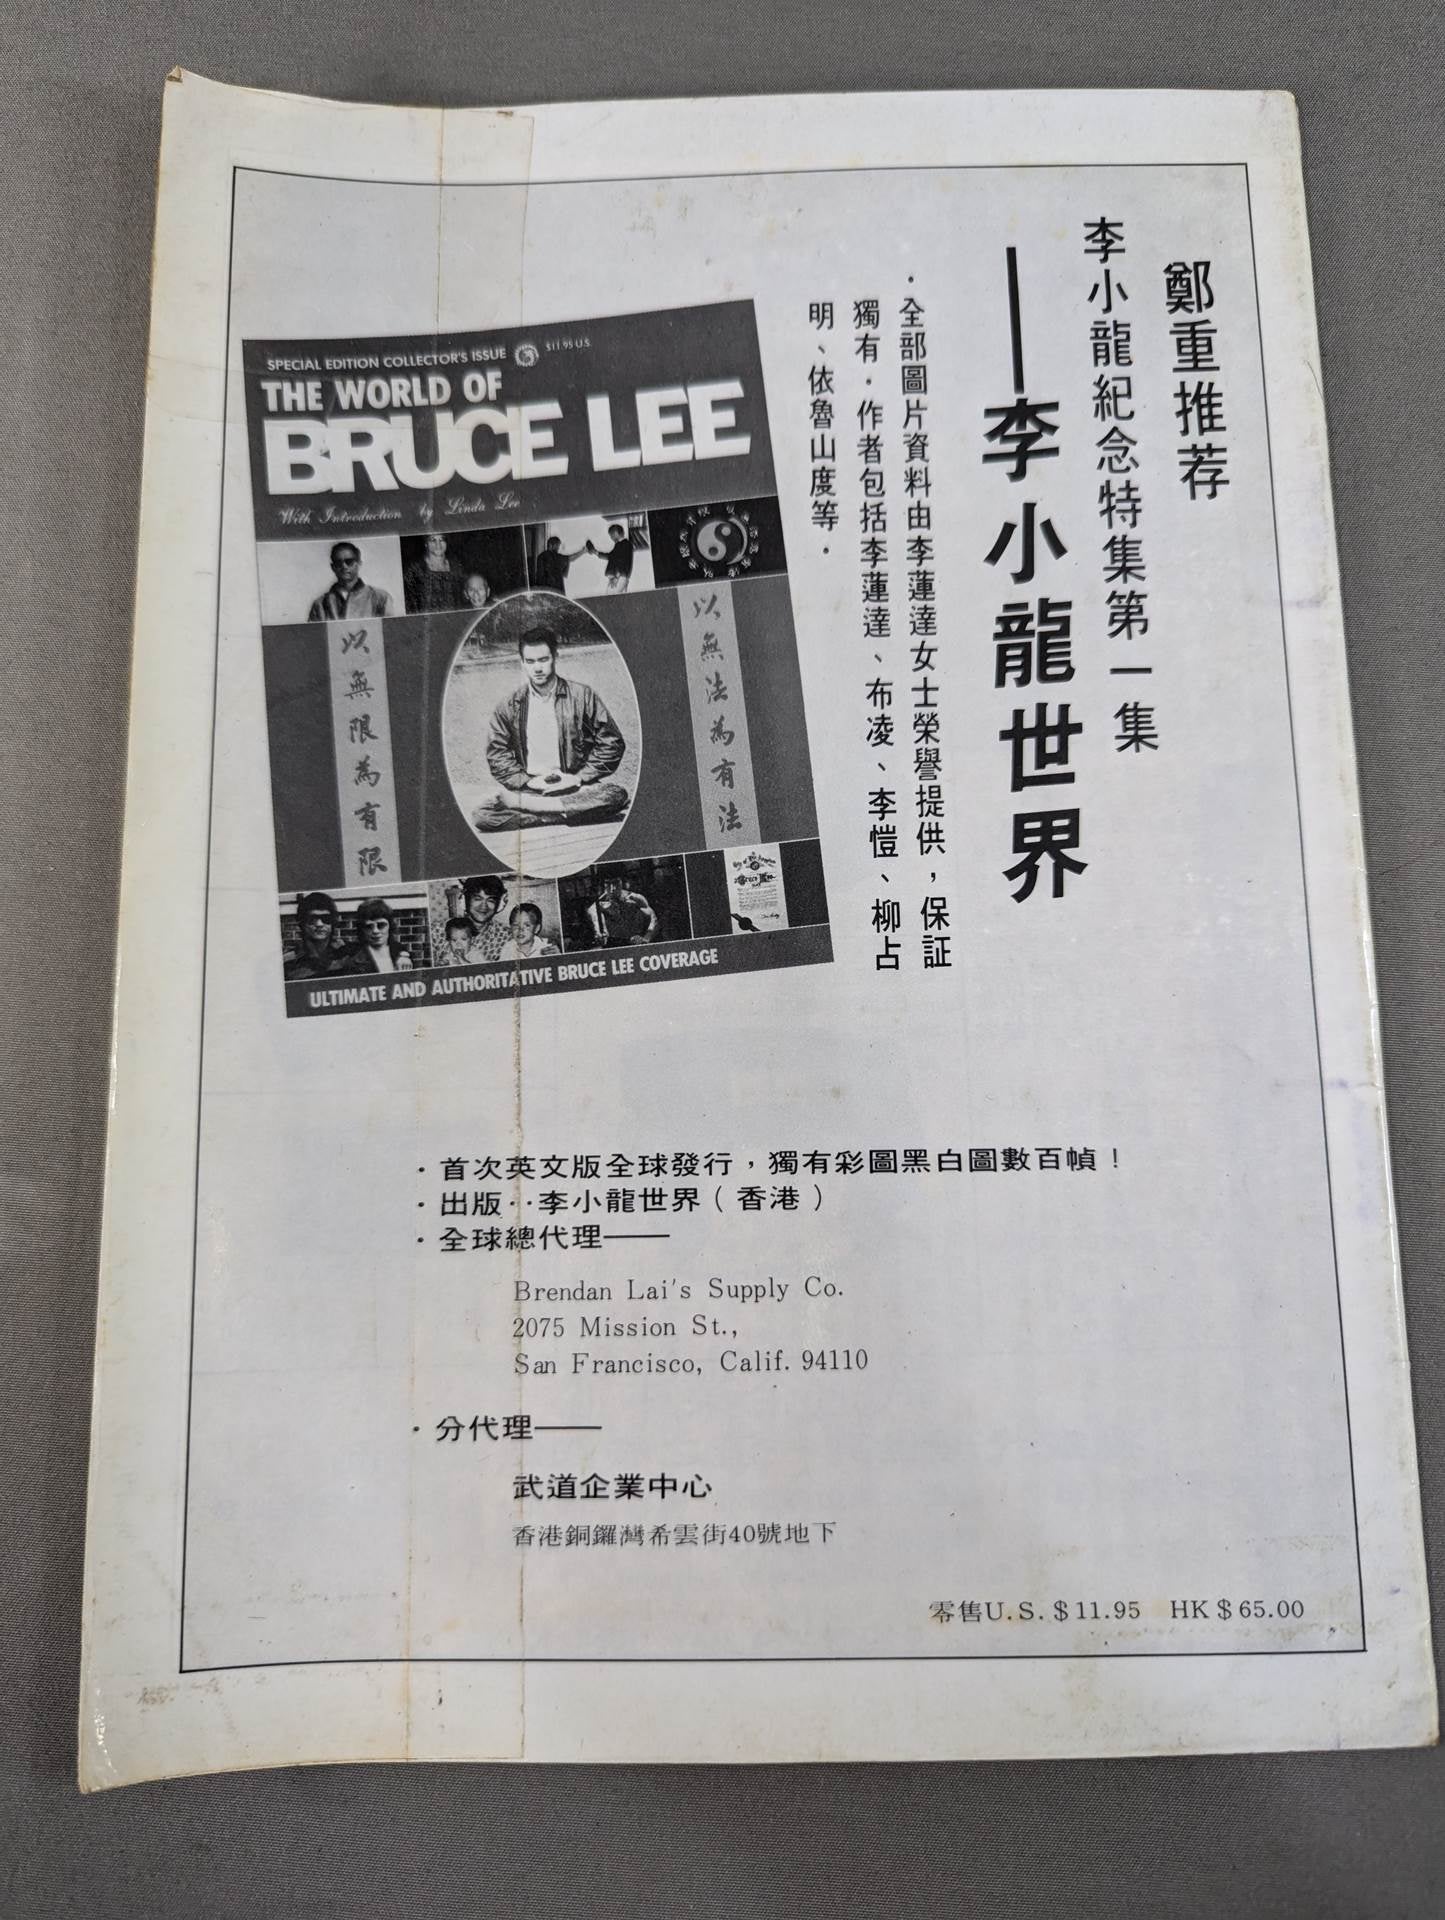 鄭重推荐
李小龍紀念特集第一集
——李小龍世界
·全部圖片資料由李蓮達女士榮譽提供,保証
獨有·作者包括李蓮達、布凌、李愷、柳占
明、依魯山度等·
SPECIAL EDITION COLLECTOR'S ISSUE $11.95 U.S.
THE WORLD OF
BRUCE LEE
With Introduction by Linda Lee
以無法為有法
以無限為有限
ULTIMATE AND AUTHORITATIVE BRUCE LEE COVERAGE
·首次英文版全球發行,獨有彩圖黑白圖數百幀!
·出版··李小龍世界(香港)
·全球總代理——
Brendan Lai's Supply Co.
2075 Mission St.,
San Francisco, Calif. 94110
·分代理——
武道企業中心
香港銅鑼灣希雲街40號地下
零售U.S.$11.95 HK$65.00